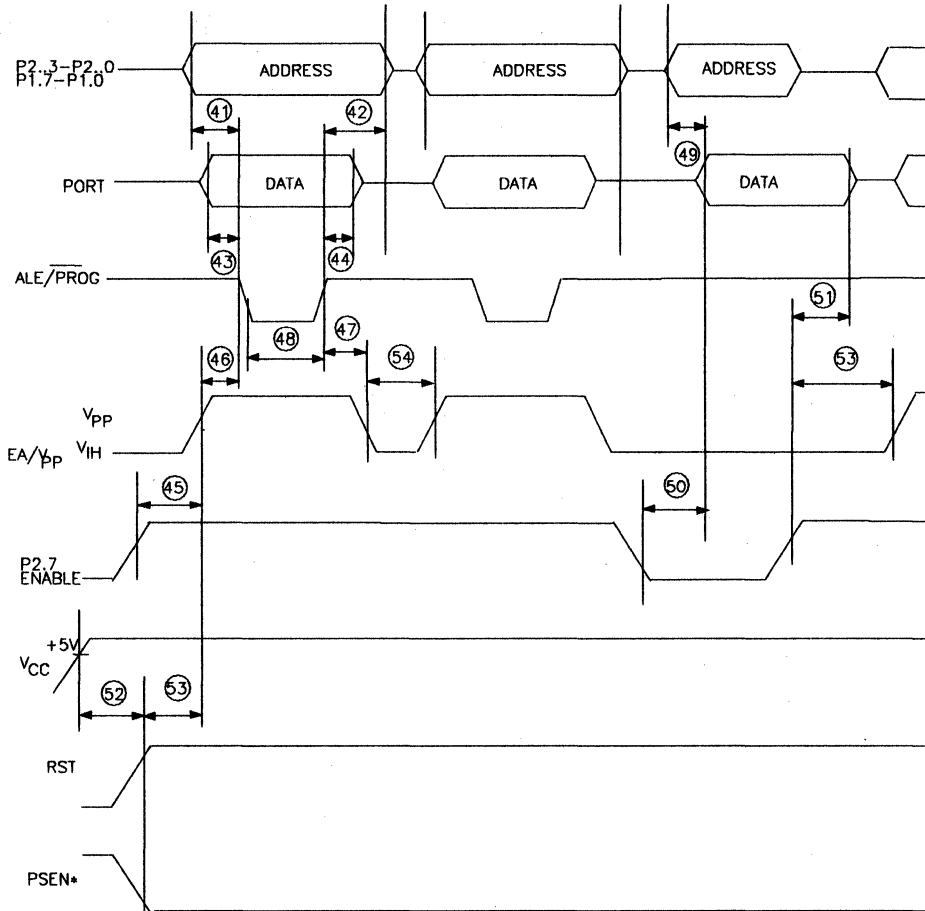 P2.3-P2.0 ADDRESS ADDRESS ADDRESS
P1.7-P1.0
41 42
49
PORT DATA DATA DATA
43 44
ALE/PROG
51
48 47
46 54 53
VPP
EA/VPP VIH
50
45
P2.7
ENABLE
+5V
VCC
52 53
RST
PSEN*